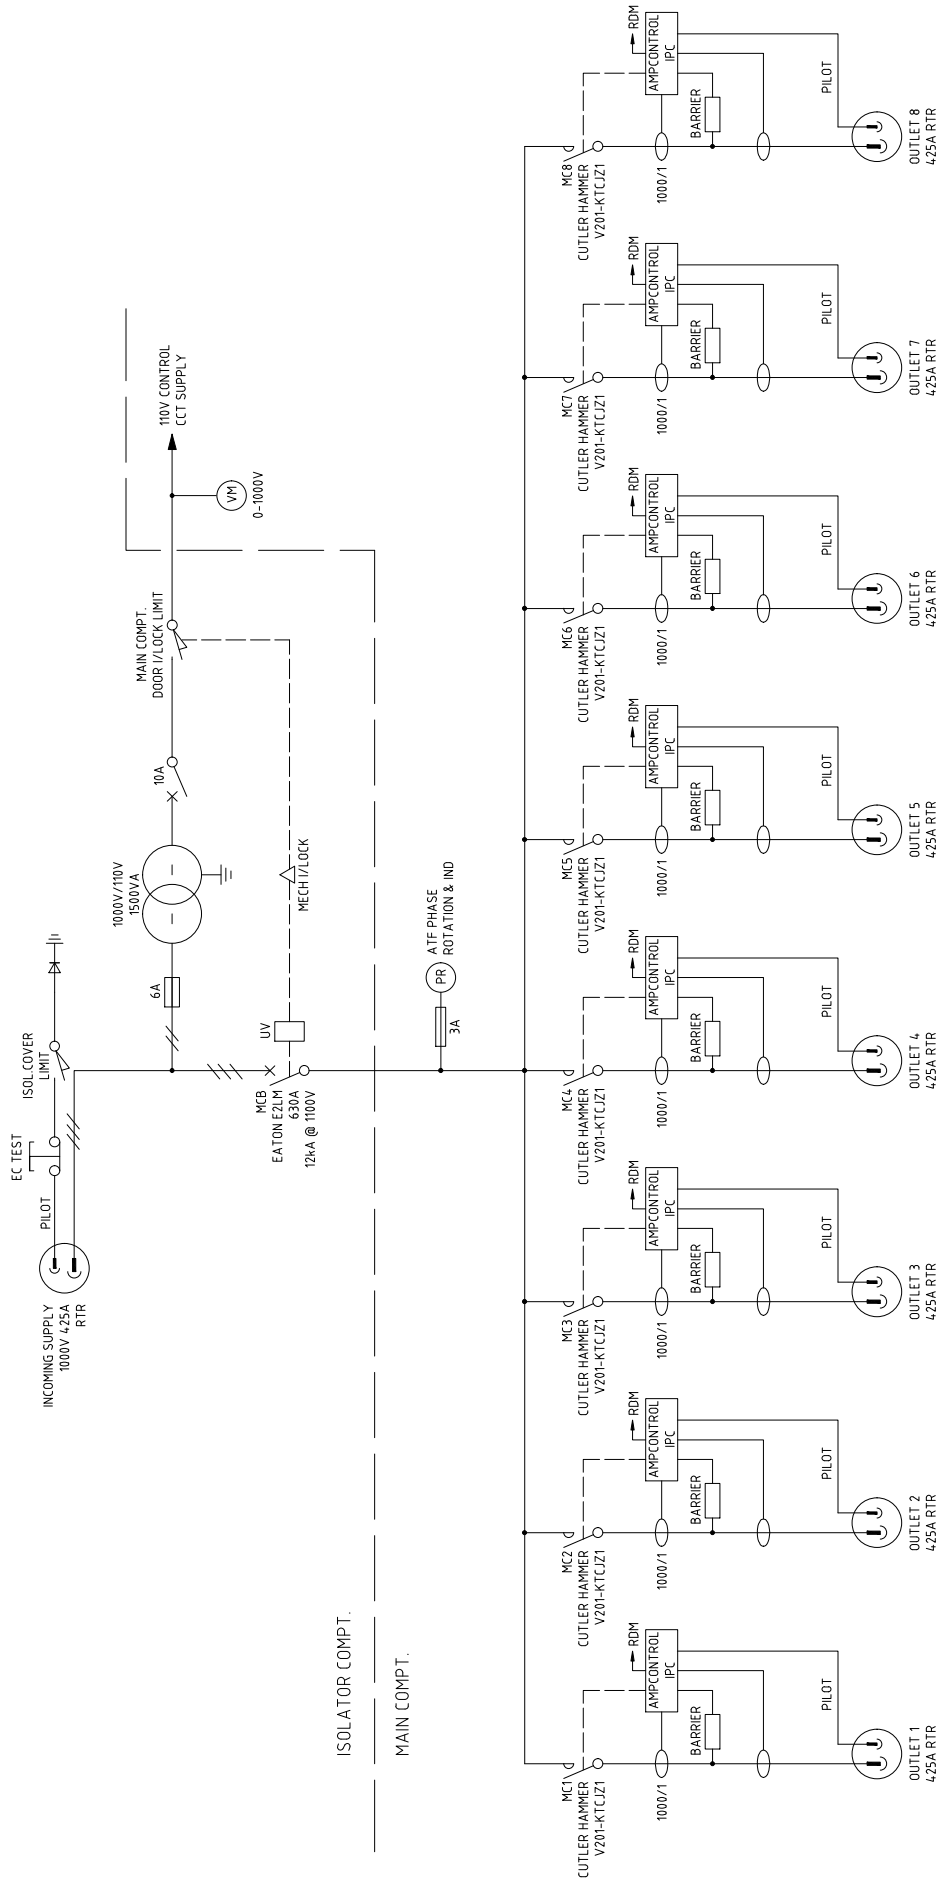 INCOMING SUPPLY
1000V 425A
RTR
PILOT
EC TEST
ISOL.COVER
LIMIT
6A
1000V/110V
1500VA
10A
MAIN COMPT.
DOOR I/LOCK LIMIT
110V CONTROL
CCT SUPPLY
VM
0-1000V
MCB
EATON E2LM
630A
12kA @ 1100V
UV
MECH I/LOCK
ISOLATOR COMPT.
MAIN COMPT.
3A
PR
ATF PHASE
ROTATION & IND
MC1
CUTLER HAMMER
V201-KTCJZ1
1000/1
RDM
AMPCONTROL
IPC
BARRIER
PILOT
OUTLET 1
425A RTR
MC2
CUTLER HAMMER
V201-KTCJZ1
1000/1
RDM
AMPCONTROL
IPC
BARRIER
PILOT
OUTLET 2
425A RTR
MC3
CUTLER HAMMER
V201-KTCJZ1
1000/1
RDM
AMPCONTROL
IPC
BARRIER
PILOT
OUTLET 3
425A RTR
MC4
CUTLER HAMMER
V201-KTCJZ1
1000/1
RDM
AMPCONTROL
IPC
BARRIER
PILOT
OUTLET 4
425A RTR
MC5
CUTLER HAMMER
V201-KTCJZ1
1000/1
RDM
AMPCONTROL
IPC
BARRIER
PILOT
OUTLET 5
425A RTR
MC6
CUTLER HAMMER
V201-KTCJZ1
1000/1
RDM
AMPCONTROL
IPC
BARRIER
PILOT
OUTLET 6
425A RTR
MC7
CUTLER HAMMER
V201-KTCJZ1
1000/1
RDM
AMPCONTROL
IPC
BARRIER
PILOT
OUTLET 7
425A RTR
MC8
CUTLER HAMMER
V201-KTCJZ1
1000/1
RDM
AMPCONTROL
IPC
BARRIER
PILOT
OUTLET 8
425A RTR